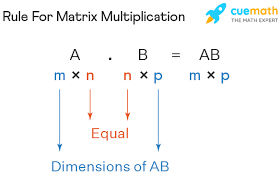 Rule For Matrix Multiplication
cuemath
THE MATH EXPERT
A . B = AB
m × n n × p m × p
Equal
Dimensions of AB